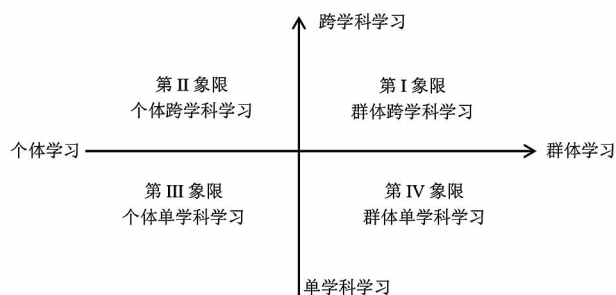 跨学科学习
第 II 象限
个体跨学科学习
第 I 象限
群体跨学科学习
个体学习
群体学习
第 III 象限
个体单学科学习
第 IV 象限
群体单学科学习
单学科学习